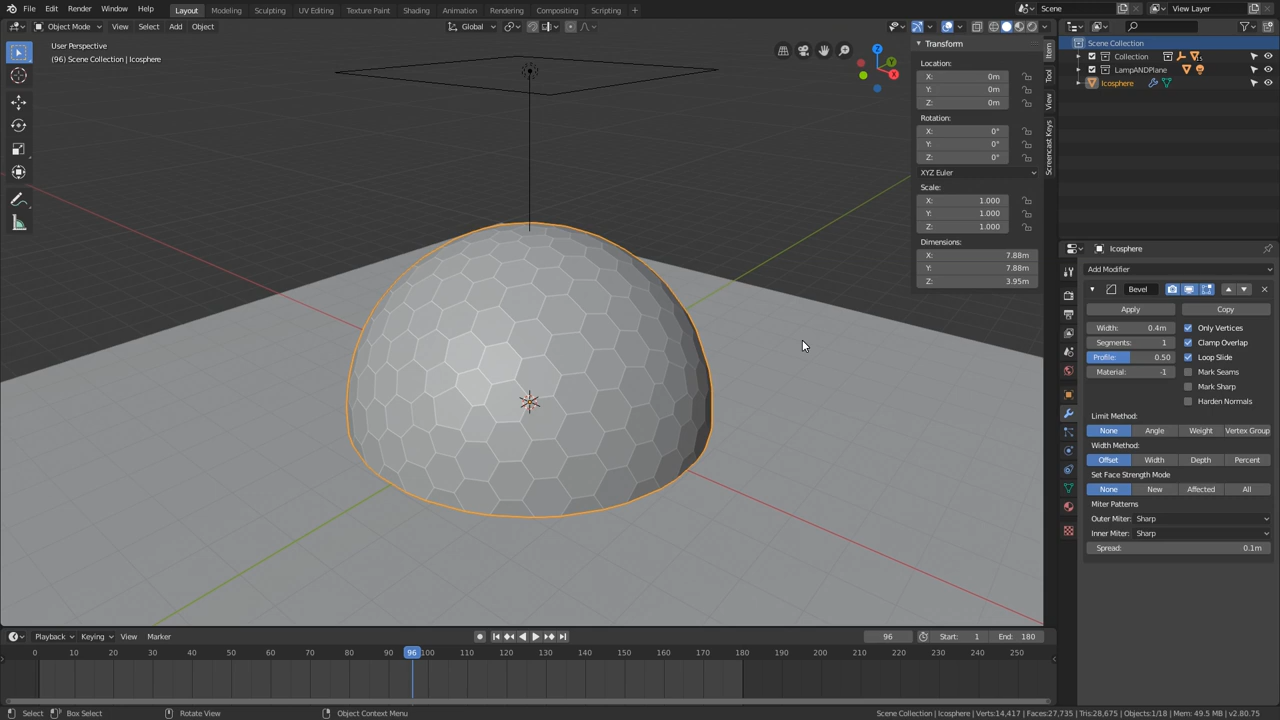 File Edit Render Window Help Layout Modeling Sculpting UV Editing Texture Paint Shading Animation Rendering Compositing Scripting + Scene View Layer
Object Mode View Select Add Object Global
User Perspective
(96) Scene Collection | Icosphere
Transform
Location:
X: 0m
Y: 0m
Z: 0m
Rotation:
X: 0°
Y: 0°
Z: 0°
XYZ Euler
Scale:
X: 1.000
Y: 1.000
Z: 1.000
Dimensions:
X: 7.88m
Y: 7.88m
Z: 3.95m
Item
Tool
View
Screencast Keys
Z
Y
X
Scene Collection
Collection 15
LampANDPlane
Icosphere
Icosphere
Add Modifier
Bevel
Apply Copy
Width: 0.4m Only Vertices
Segments: 1 Clamp Overlap
Profile: 0.50 Loop Slide
Material: -1 Mark Seams
Mark Sharp
Harden Normals
Limit Method:
None Angle Weight Vertex Group
Width Method:
Offset Width Depth Percent
Set Face Strength Mode
None New Affected All
Miter Patterns
Outer Miter: Sharp
Inner Miter: Sharp
Spread: 0.1m
Playback Keying View Marker 96 Start: 1 End: 180
0 10 20 30 40 50 60 70 80 90 96 100 110 120 130 140 150 160 170 180 190 200 210 220 230 240 250
Select Box Select Rotate View Object Context Menu Scene Collection | Icosphere | Verts:14,417 | Faces:27,735 | Tris:28,675 | Objects:1/18 | Mem: 49.5 MB | v2.80.75